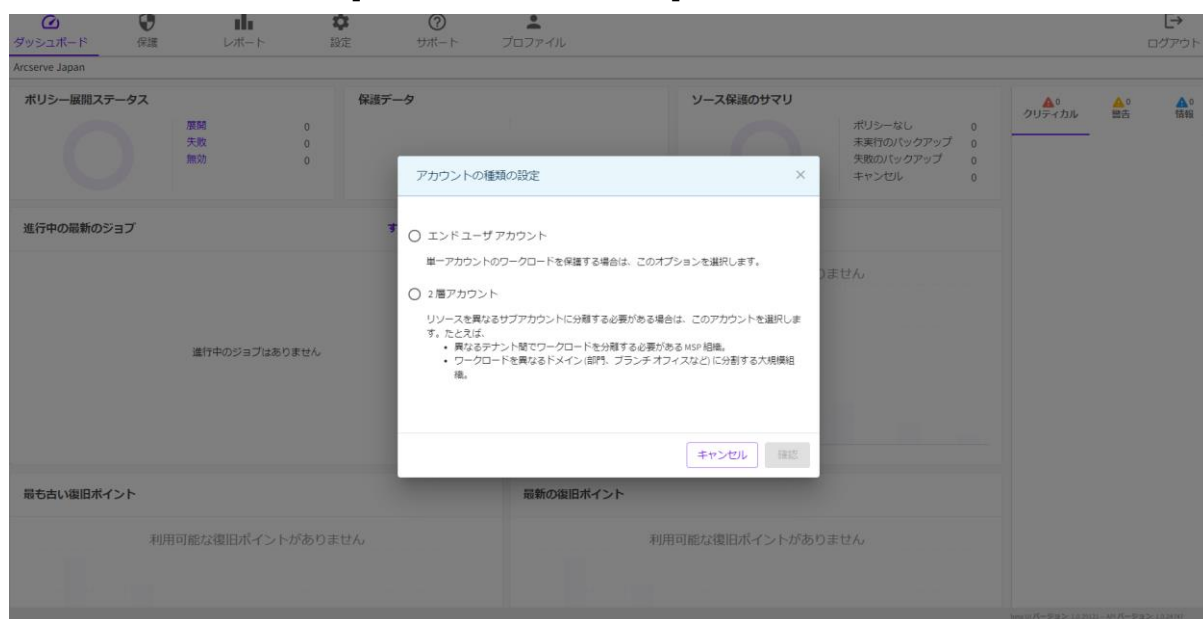 ダッシュボード
保護
レポート
設定
サポート
プロファイル
ログアウト
Arcserve Japan
ポリシー展開ステータス
展開 0
失敗 0
無効 0
保護データ
ソース保護のサマリ
ポリシーなし 0
未実行のバックアップ 0
失敗のバックアップ 0
キャンセル 0
0
クリティカル
0
警告
0
情報
進行中の最新のジョブ
す
進行中のジョブはありません
りません
アカウントの種類の設定
エンド ユーザ アカウント
単一アカウントのワークロードを保護する場合は、このオプションを選択します。
2 層アカウント
リソースを異なるサブアカウントに分離する必要がある場合は、このアカウントを選択しま
す。たとえば、
• 異なるテナント間でワークロードを分離する必要がある MSP 組織。
• ワークロードを異なるドメイン (部門、ブランチ オフィスなど) に分割する大規模組
織。
キャンセル
確認
最も古い復旧ポイント
利用可能な復旧ポイントがありません
最新の復旧ポイント
利用可能な復旧ポイントがありません